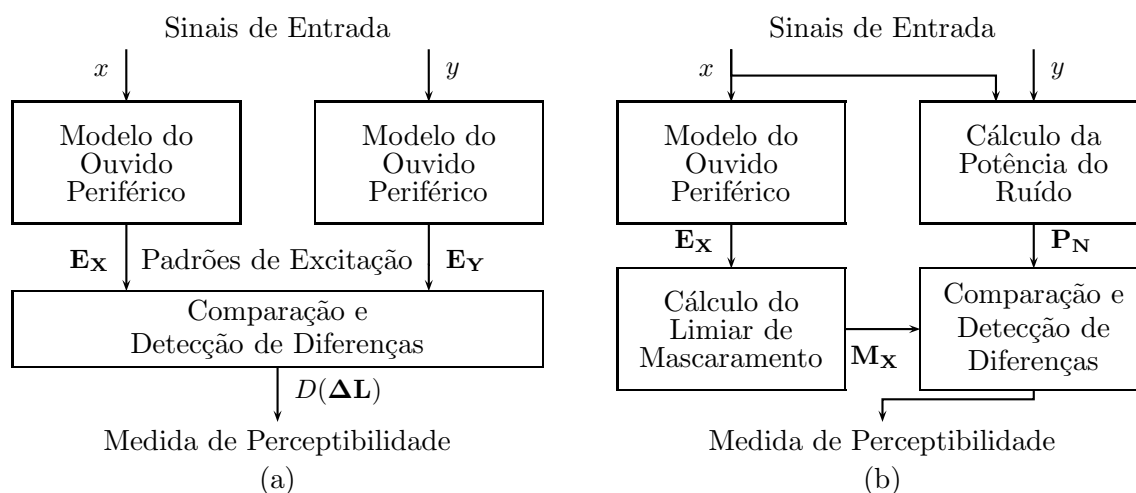 Sinais de Entrada
x
y
Modelo do
Ouvido
Periférico
Modelo do
Ouvido
Periférico
E_X
Padrões de Excitação
E_Y
Comparação e
Detecção de Diferenças
D(ΔL)
Medida de Perceptibilidade
(a)
Sinais de Entrada
x
y
Modelo do
Ouvido
Periférico
Cálculo da
Potência do
Ruído
E_X
P_N
Cálculo do
Limiar de
Mascaramento
M_X
Comparação e
Detecção de
Diferenças
Medida de Perceptibilidade
(b)